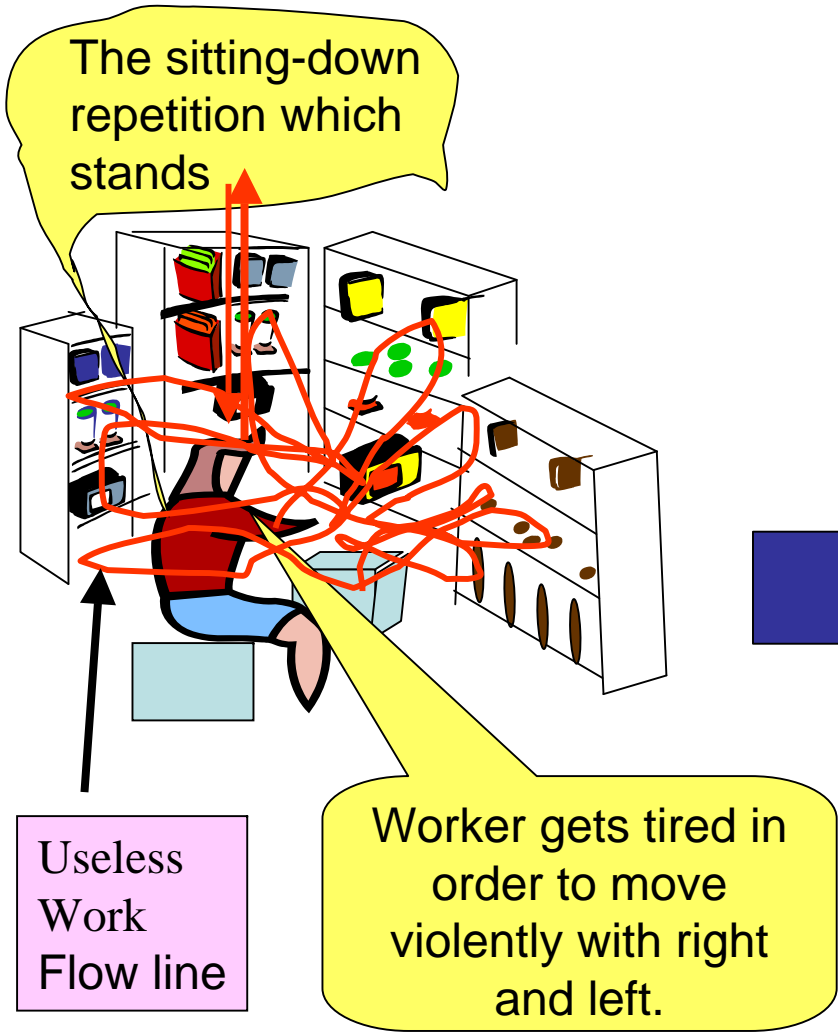 The sitting-down
repetition which
stands
Useless
Work
Flow line
Worker gets tired in
order to move
violently with right
and left.